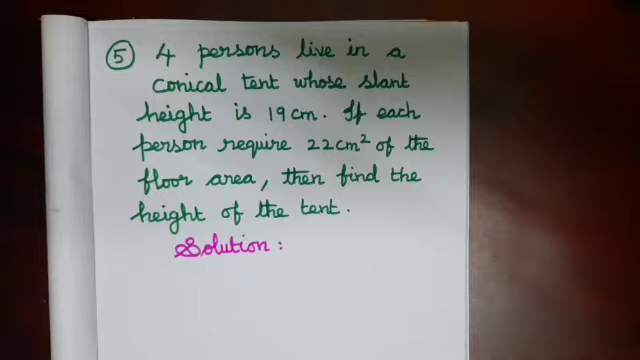 ⑤ 4 persons live in a
conical tent whose slant
height is 19cm. If each
person require 22cm² of the
floor area, then find the
height of the tent.
Solution: